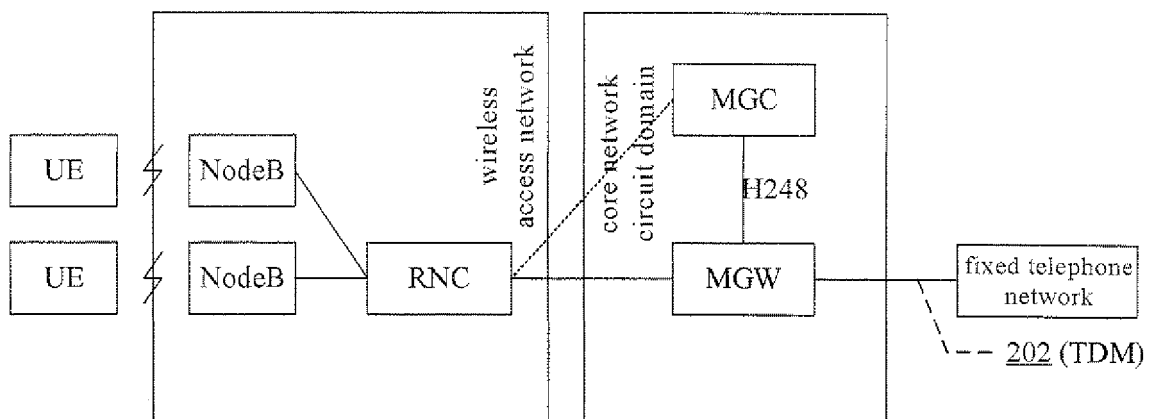 wireless
access network
core network
circuit domain
MGC
UE
NodeB
H248
UE
NodeB
RNC
MGW
fixed telephone
network
202 (TDM)